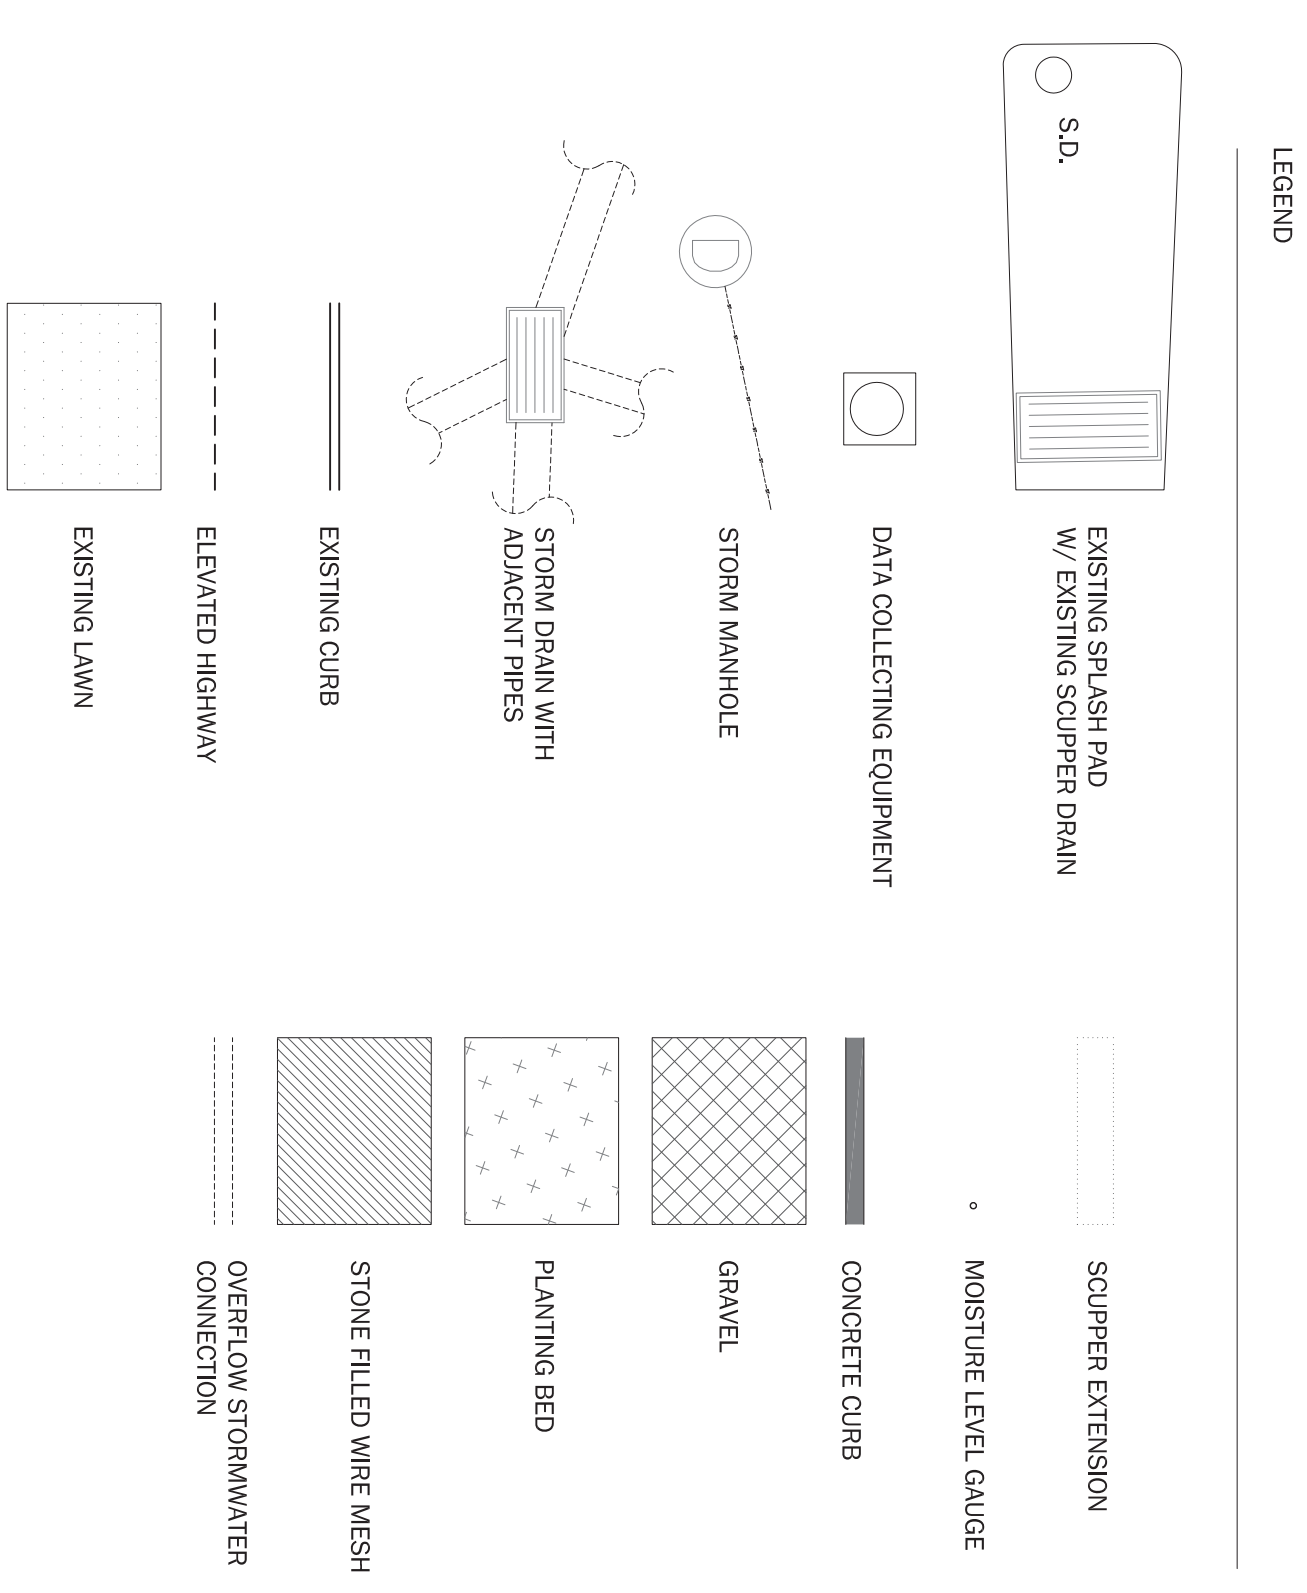 LEGEND
S.D.
EXISTING SPLASH PAD
W/ EXISTING SCUPPER DRAIN
DATA COLLECTING EQUIPMENT
STORM MANHOLE
STORM DRAIN WITH
ADJACENT PIPES
EXISTING CURB
ELEVATED HIGHWAY
EXISTING LAWN
SCUPPER EXTENSION
MOISTURE LEVEL GAUGE
CONCRETE CURB
GRAVEL
PLANTING BED
STONE FILLED WIRE MESH
OVERFLOW STORMWATER
CONNECTION